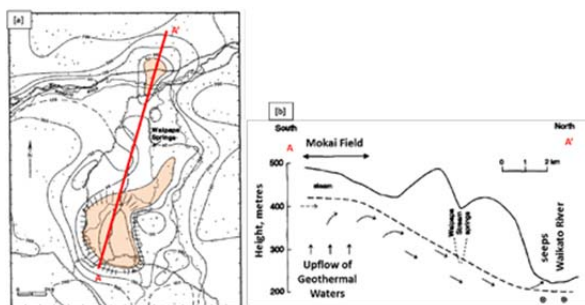 [a]
A'
Waipapa
Springs
A
[b]
South
North
A
Mokai Field
A'
0 1 2 km
500
400
300
200
Height, metres
steam
Waipapa
Stream
springs
Upflow of
Geothermal
Waters
seeps
Waikato River